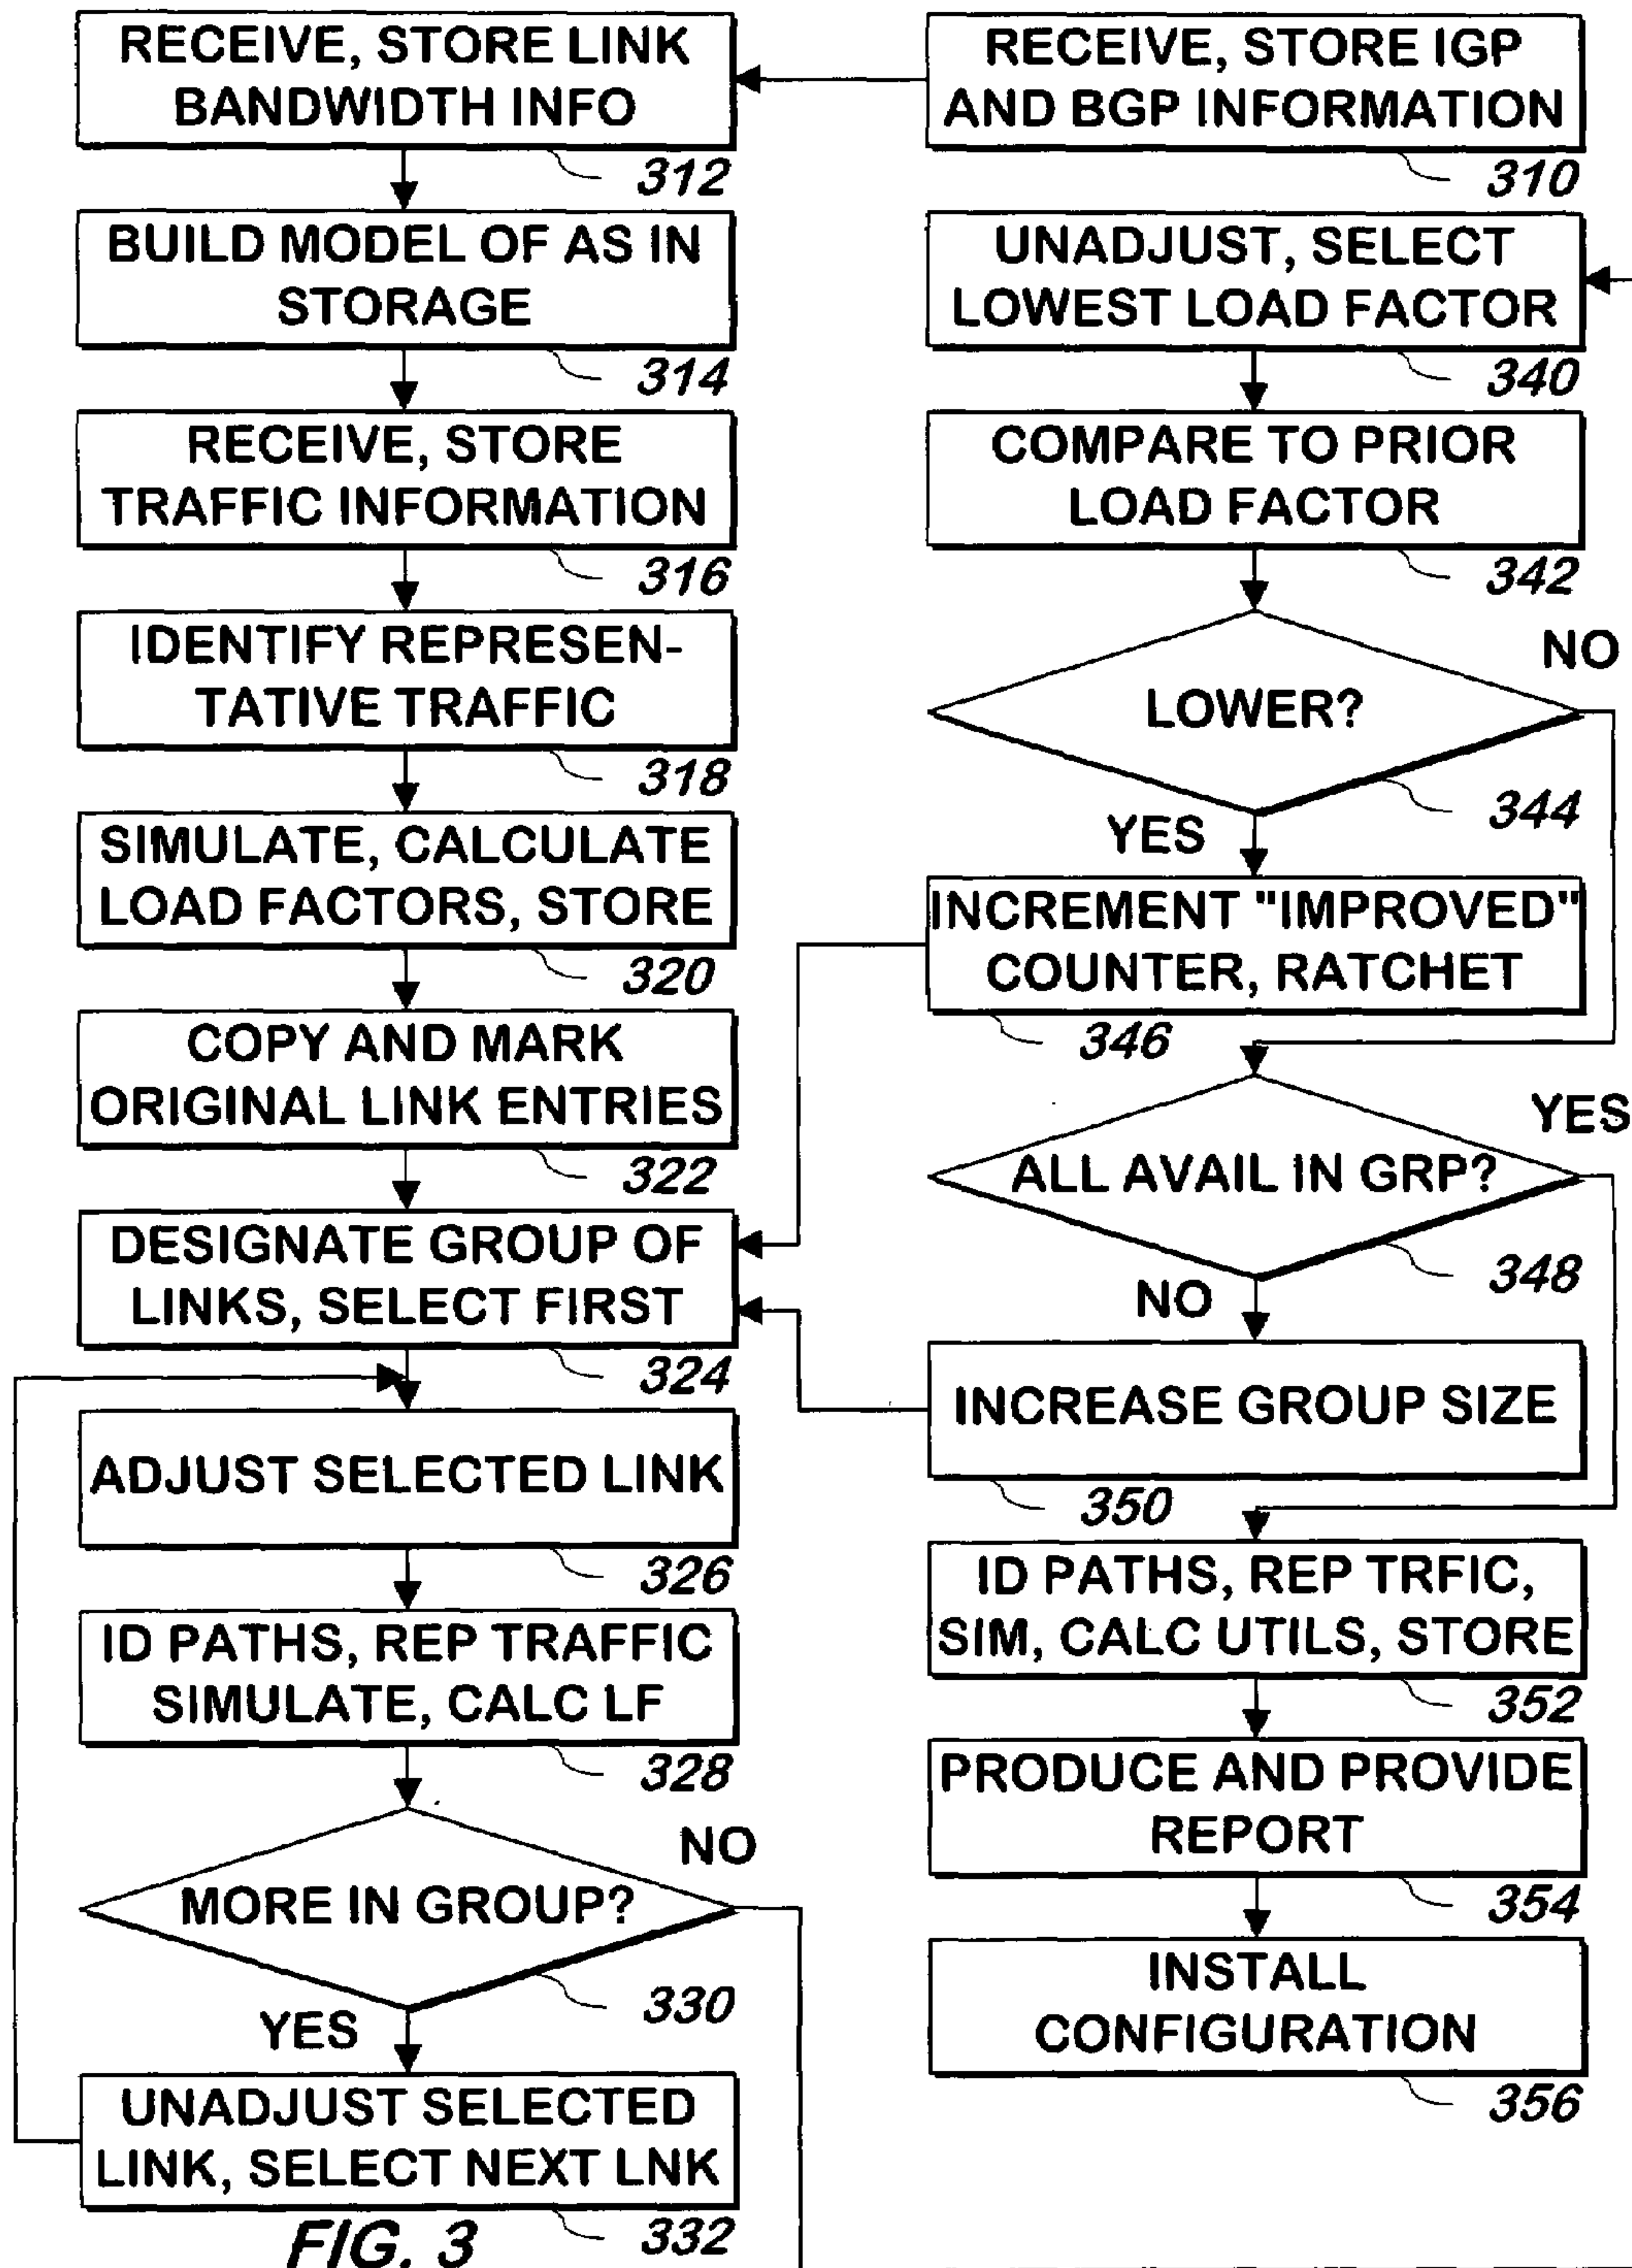 RECEIVE, STORE LINK
BANDWIDTH INFO
312
BUILD MODEL OF AS IN
STORAGE
314
RECEIVE, STORE
TRAFFIC INFORMATION
316
IDENTIFY REPRESEN-
TATIVE TRAFFIC
318
SIMULATE, CALCULATE
LOAD FACTORS, STORE
320
COPY AND MARK
ORIGINAL LINK ENTRIES
322
DESIGNATE GROUP OF
LINKS, SELECT FIRST
324
ADJUST SELECTED LINK
326
ID PATHS, REP TRAFFIC
SIMULATE, CALC LF
328
NO
MORE IN GROUP?
330
YES
UNADJUST SELECTED
LINK, SELECT NEXT LNK
332
FIG. 3
RECEIVE, STORE IGP
AND BGP INFORMATION
310
UNADJUST, SELECT
LOWEST LOAD FACTOR
340
COMPARE TO PRIOR
LOAD FACTOR
342
NO
LOWER?
344
YES
INCREMENT "IMPROVED"
COUNTER, RATCHET
346
YES
ALL AVAIL IN GRP?
348
NO
INCREASE GROUP SIZE
350
ID PATHS, REP TRFIC,
SIM, CALC UTILS, STORE
352
PRODUCE AND PROVIDE
REPORT
354
INSTALL
CONFIGURATION
356